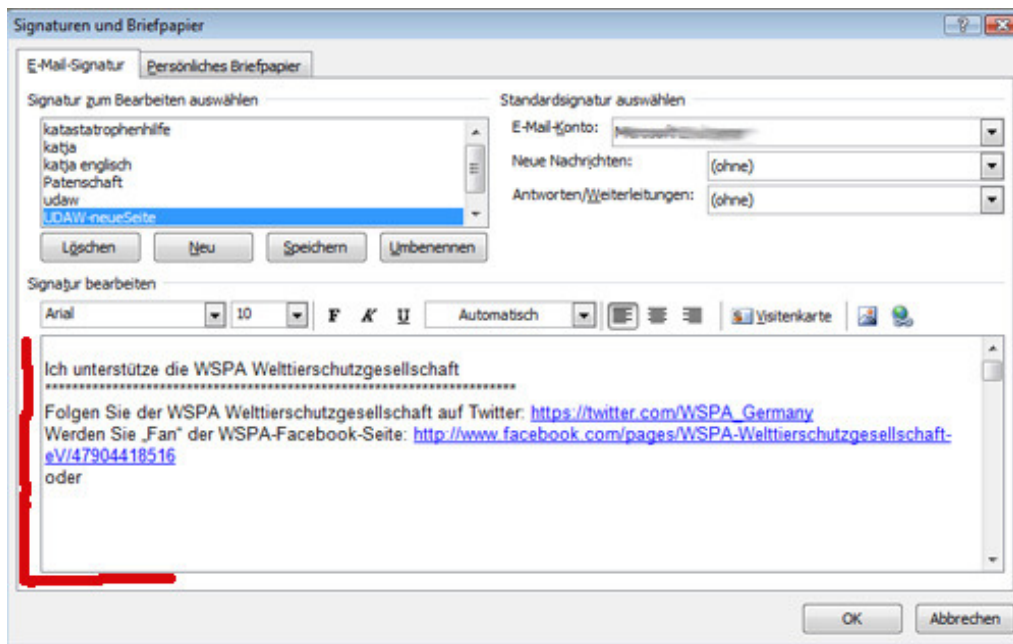 Signaturen und Briefpapier
E-Mail-Signatur Persönliches Briefpapier
Signatur zum Bearbeiten auswählen
katastatrophenhilfe
katja
katja englisch
Patenschaft
udaw
UDAW-neueSeite
Löschen Neu Speichern Umbenennen
Standardsignatur auswählen
E-Mail-Konto:
Neue Nachrichten: (ohne)
Antworten/Weiterleitungen: (ohne)
Signatur bearbeiten
Arial 10 F K U Automatisch Visitenkarte
Ich unterstütze die WSPA Welttierschutzgesellschaft
***********************************************************************
Folgen Sie der WSPA Welttierschutzgesellschaft auf Twitter: https://twitter.com/WSPA_Germany
Werden Sie „Fan" der WSPA-Facebook-Seite: http://www.facebook.com/pages/WSPA-Welttierschutzgesellschaft-
eV/47904418516
oder
OK Abbrechen